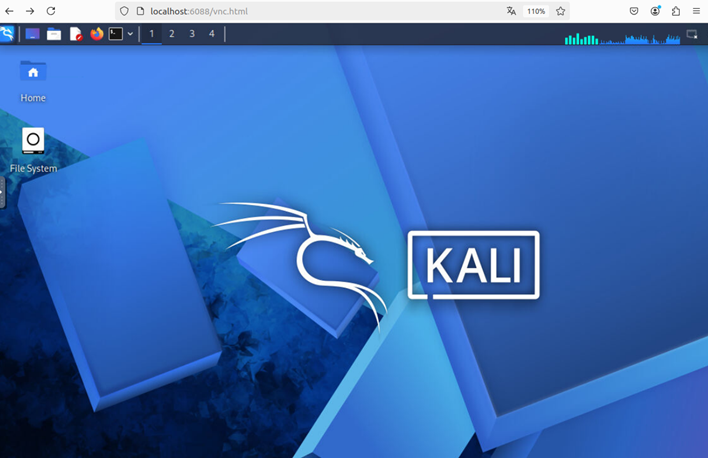 localhost:6088/vnc.html
110%
1 2 3 4
Home
File System
KALI